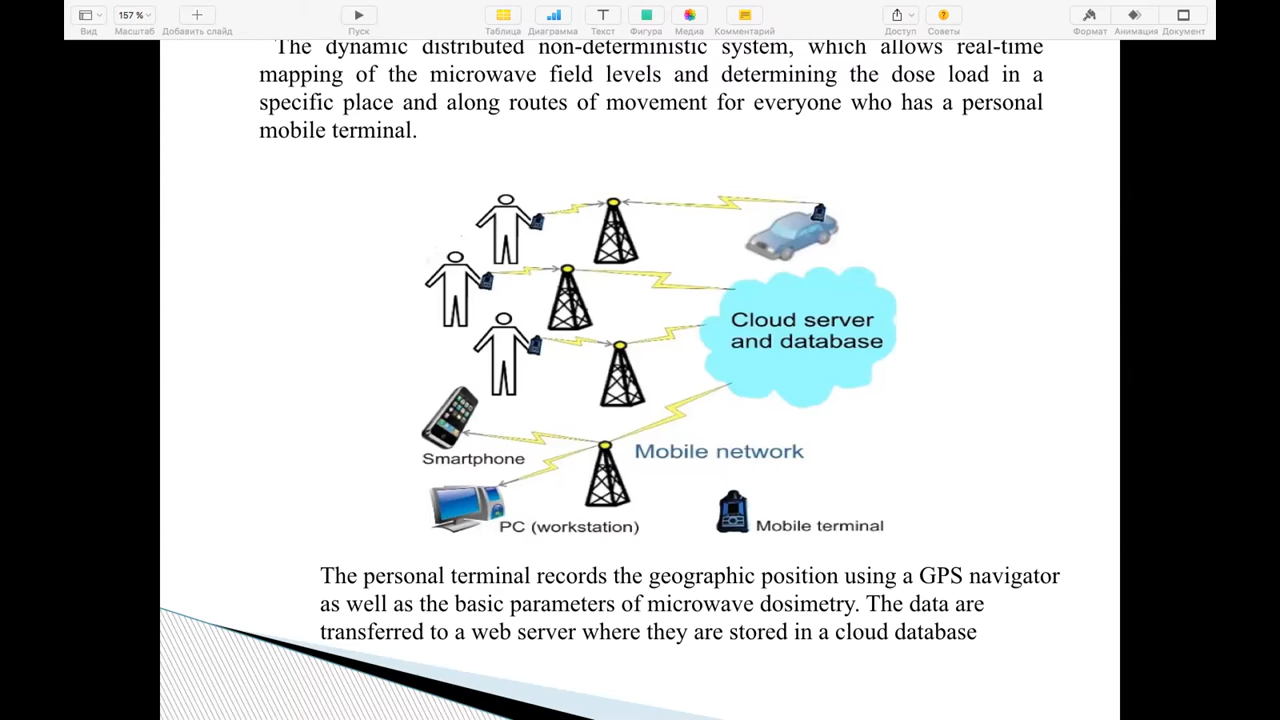 157 %
Вид
Масштаб
Добавить слайд
Пуск
Таблица
Диаграмма
Текст
Фигура
Медиа
Комментарий
Доступ
Советы
Формат
Анимация
Документ
The dynamic distributed non-deterministic system, which allows real-time
mapping of the microwave field levels and determining the dose load in a
specific place and along routes of movement for everyone who has a personal
mobile terminal.
Cloud server
and database
Mobile network
Smartphone
PC (workstation)
Mobile terminal
The personal terminal records the geographic position using a GPS navigator
as well as the basic parameters of microwave dosimetry. The data are
transferred to a web server where they are stored in a cloud database